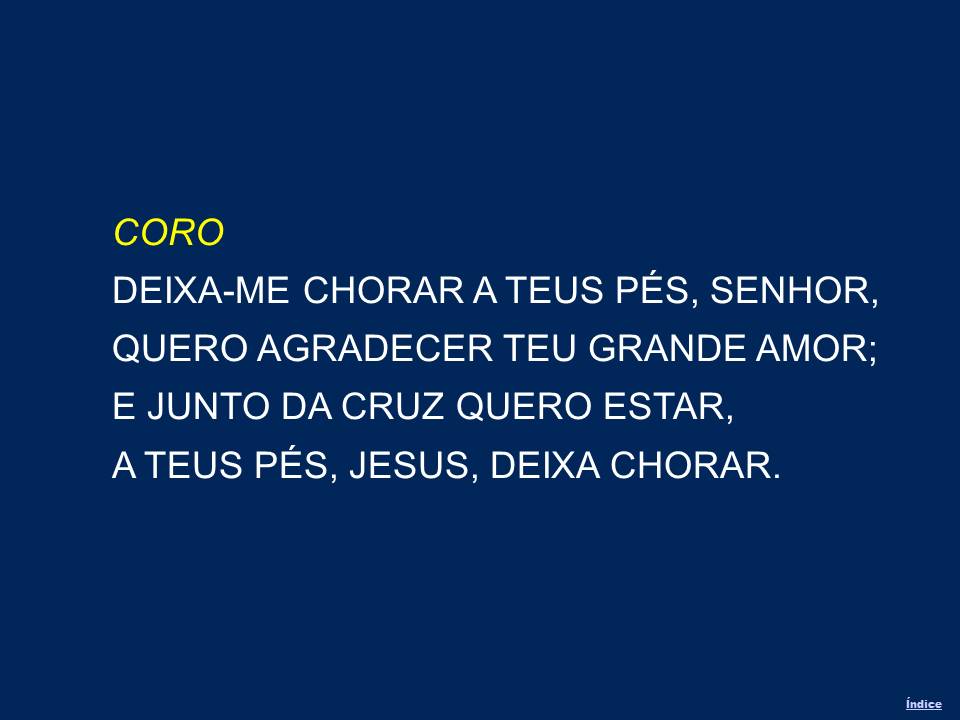 CORO
DEIXA-ME CHORAR A TEUS PÉS, SENHOR,
QUERO AGRADECER TEU GRANDE AMOR;
E JUNTO DA CRUZ QUERO ESTAR,
A TEUS PÉS, JESUS, DEIXA CHORAR.
Índice